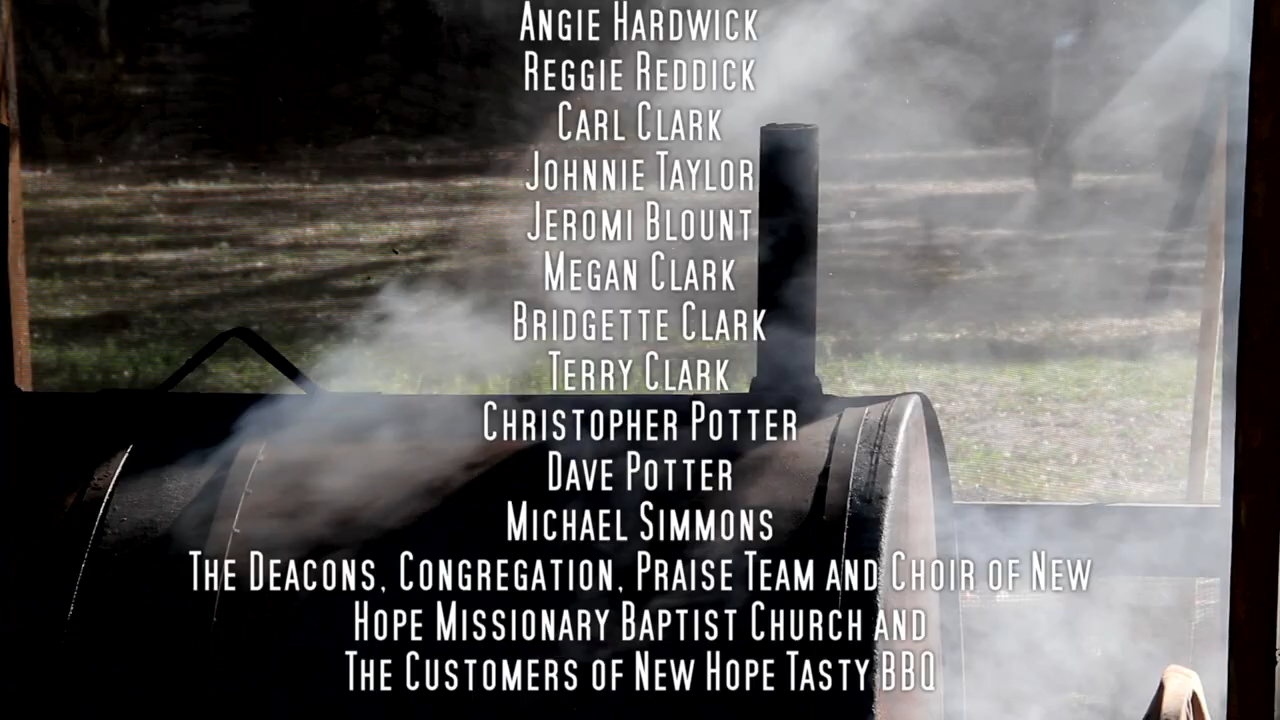 Angie Hardwick
Reggie Reddick
Carl Clark
Johnnie Taylor
Jeromi Blount
Megan Clark
Bridgette Clark
Terry Clark
Christopher Potter
Dave Potter
Michael Simmons
The Deacons, Congregation, Praise Team and Choir of New
Hope Missionary Baptist Church and
The Customers of New Hope Tasty BBQ